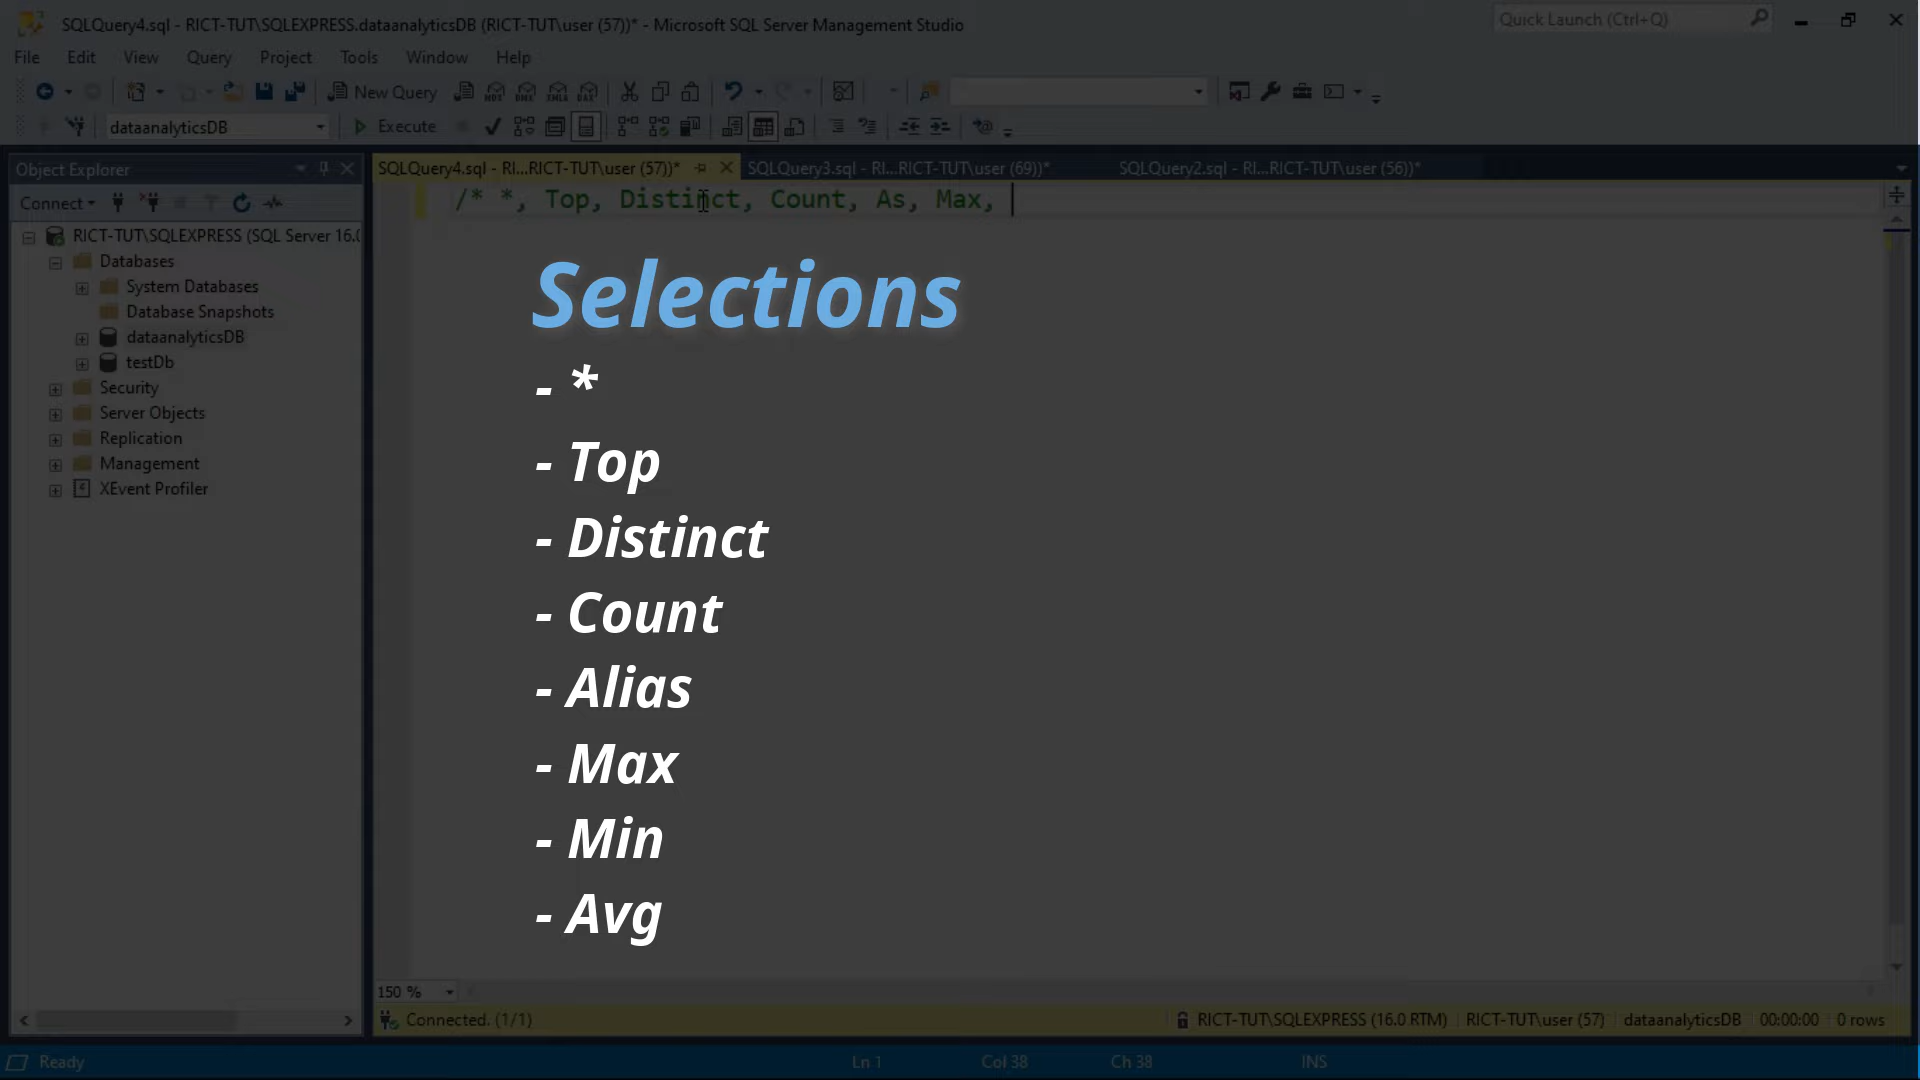 SQLQuery4.sql - RICT-TUT\SQLEXPRESS.dataanalyticsDB (RICT-TUT\user (57))* - Microsoft SQL Server Management Studio
Quick Launch (Ctrl+Q)
File Edit View Query Project Tools Window Help
New Query
dataanalyticsDB
Execute
Object Explorer
SQLQuery4.sql - RI...RICT-TUT\user (57))*
SQLQuery3.sql - RI...RICT-TUT\user (69))*
SQLQuery2.sql - RI...RICT-TUT\user (56))*
Connect
RICT-TUT\SQLEXPRESS (SQL Server 16.0
Databases
System Databases
Database Snapshots
dataanalyticsDB
testDb
Security
Server Objects
Replication
Management
XEvent Profiler
/* *, Top, Distinct, Count, As, Max,
Selections
- *
- Top
- Distinct
- Count
- Alias
- Max
- Min
- Avg
150 %
Connected. (1/1)
RICT-TUT\SQLEXPRESS (16.0 RTM)
RICT-TUT\user (57)
dataanalyticsDB
00:00:00
0 rows
Ready
Ln 1
Col 38
Ch 38
INS